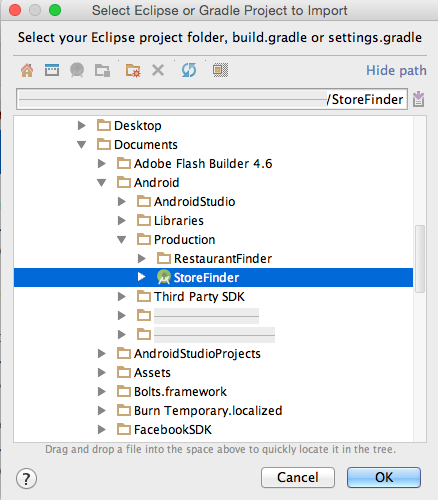 Select Eclipse or Gradle Project to Import
Select your Eclipse project folder, build.gradle or settings.gradle
Hide path
/StoreFinder
Desktop
Documents
Adobe Flash Builder 4.6
Android
AndroidStudio
Libraries
Production
RestaurantFinder
StoreFinder
Third Party SDK
AndroidStudioProjects
Assets
Bolts.framework
Burn Temporary.localized
FacebookSDK
Drag and drop a file into the space above to quickly locate it in the tree.
? Cancel OK